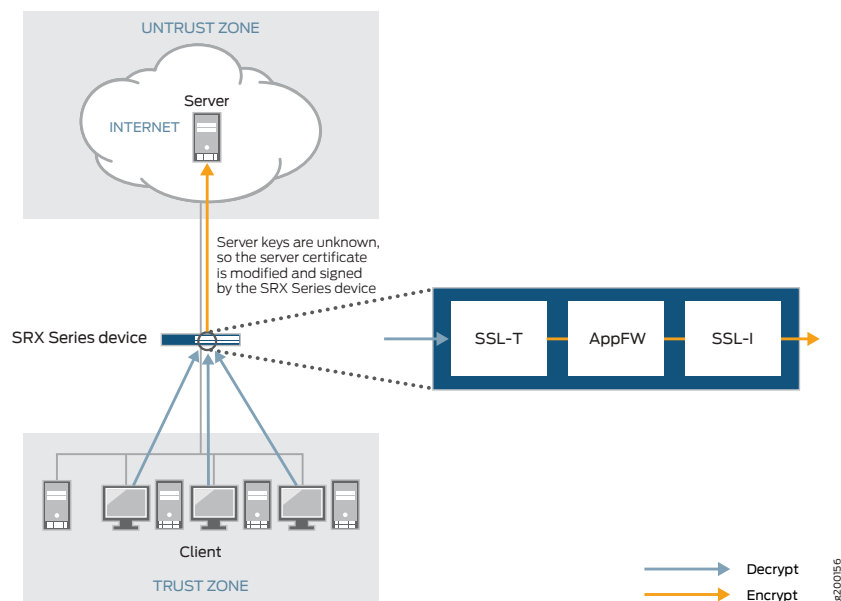 UNTRUST ZONE
Server
INTERNET
Server keys are unknown,
so the server certificate
is modified and signed
by the SRX Series device
SRX Series device
SSL-T
AppFW
SSL-I
Client
TRUST ZONE
Decrypt
Encrypt
g200156